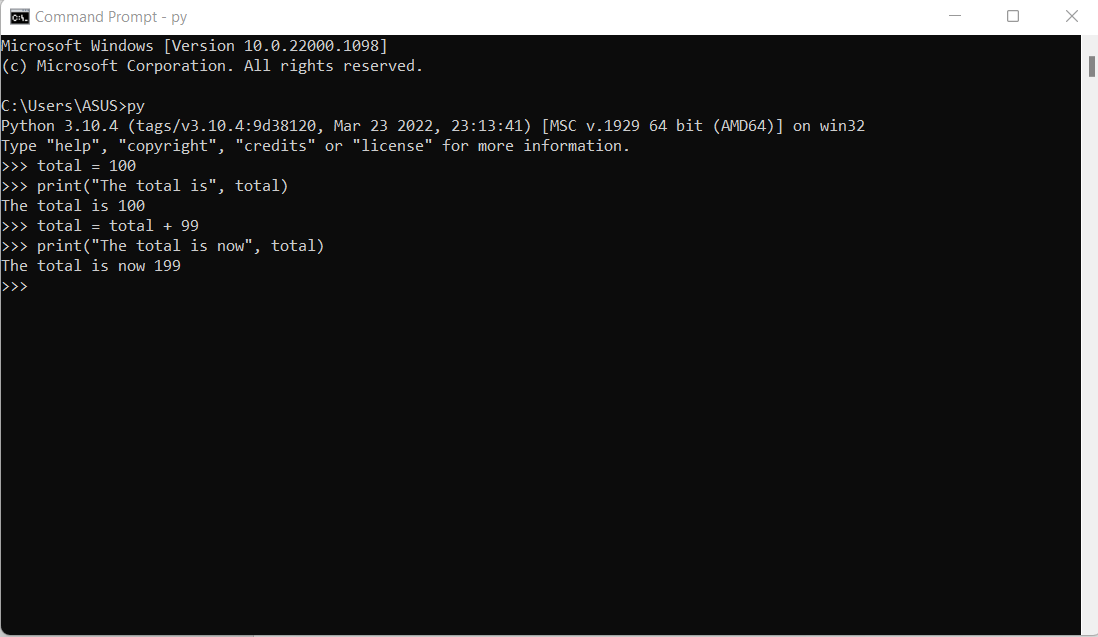 Command Prompt - py
Microsoft Windows [Version 10.0.22000.1098]
(c) Microsoft Corporation. All rights reserved.
C:\Users\ASUS>py
Python 3.10.4 (tags/v3.10.4:9d38120, Mar 23 2022, 23:13:41) [MSC v.1929 64 bit (AMD64)] on win32
Type "help", "copyright", "credits" or "license" for more information.
>>> total = 100
>>> print("The total is", total)
The total is 100
>>> total = total + 99
>>> print("The total is now", total)
The total is now 199
>>>